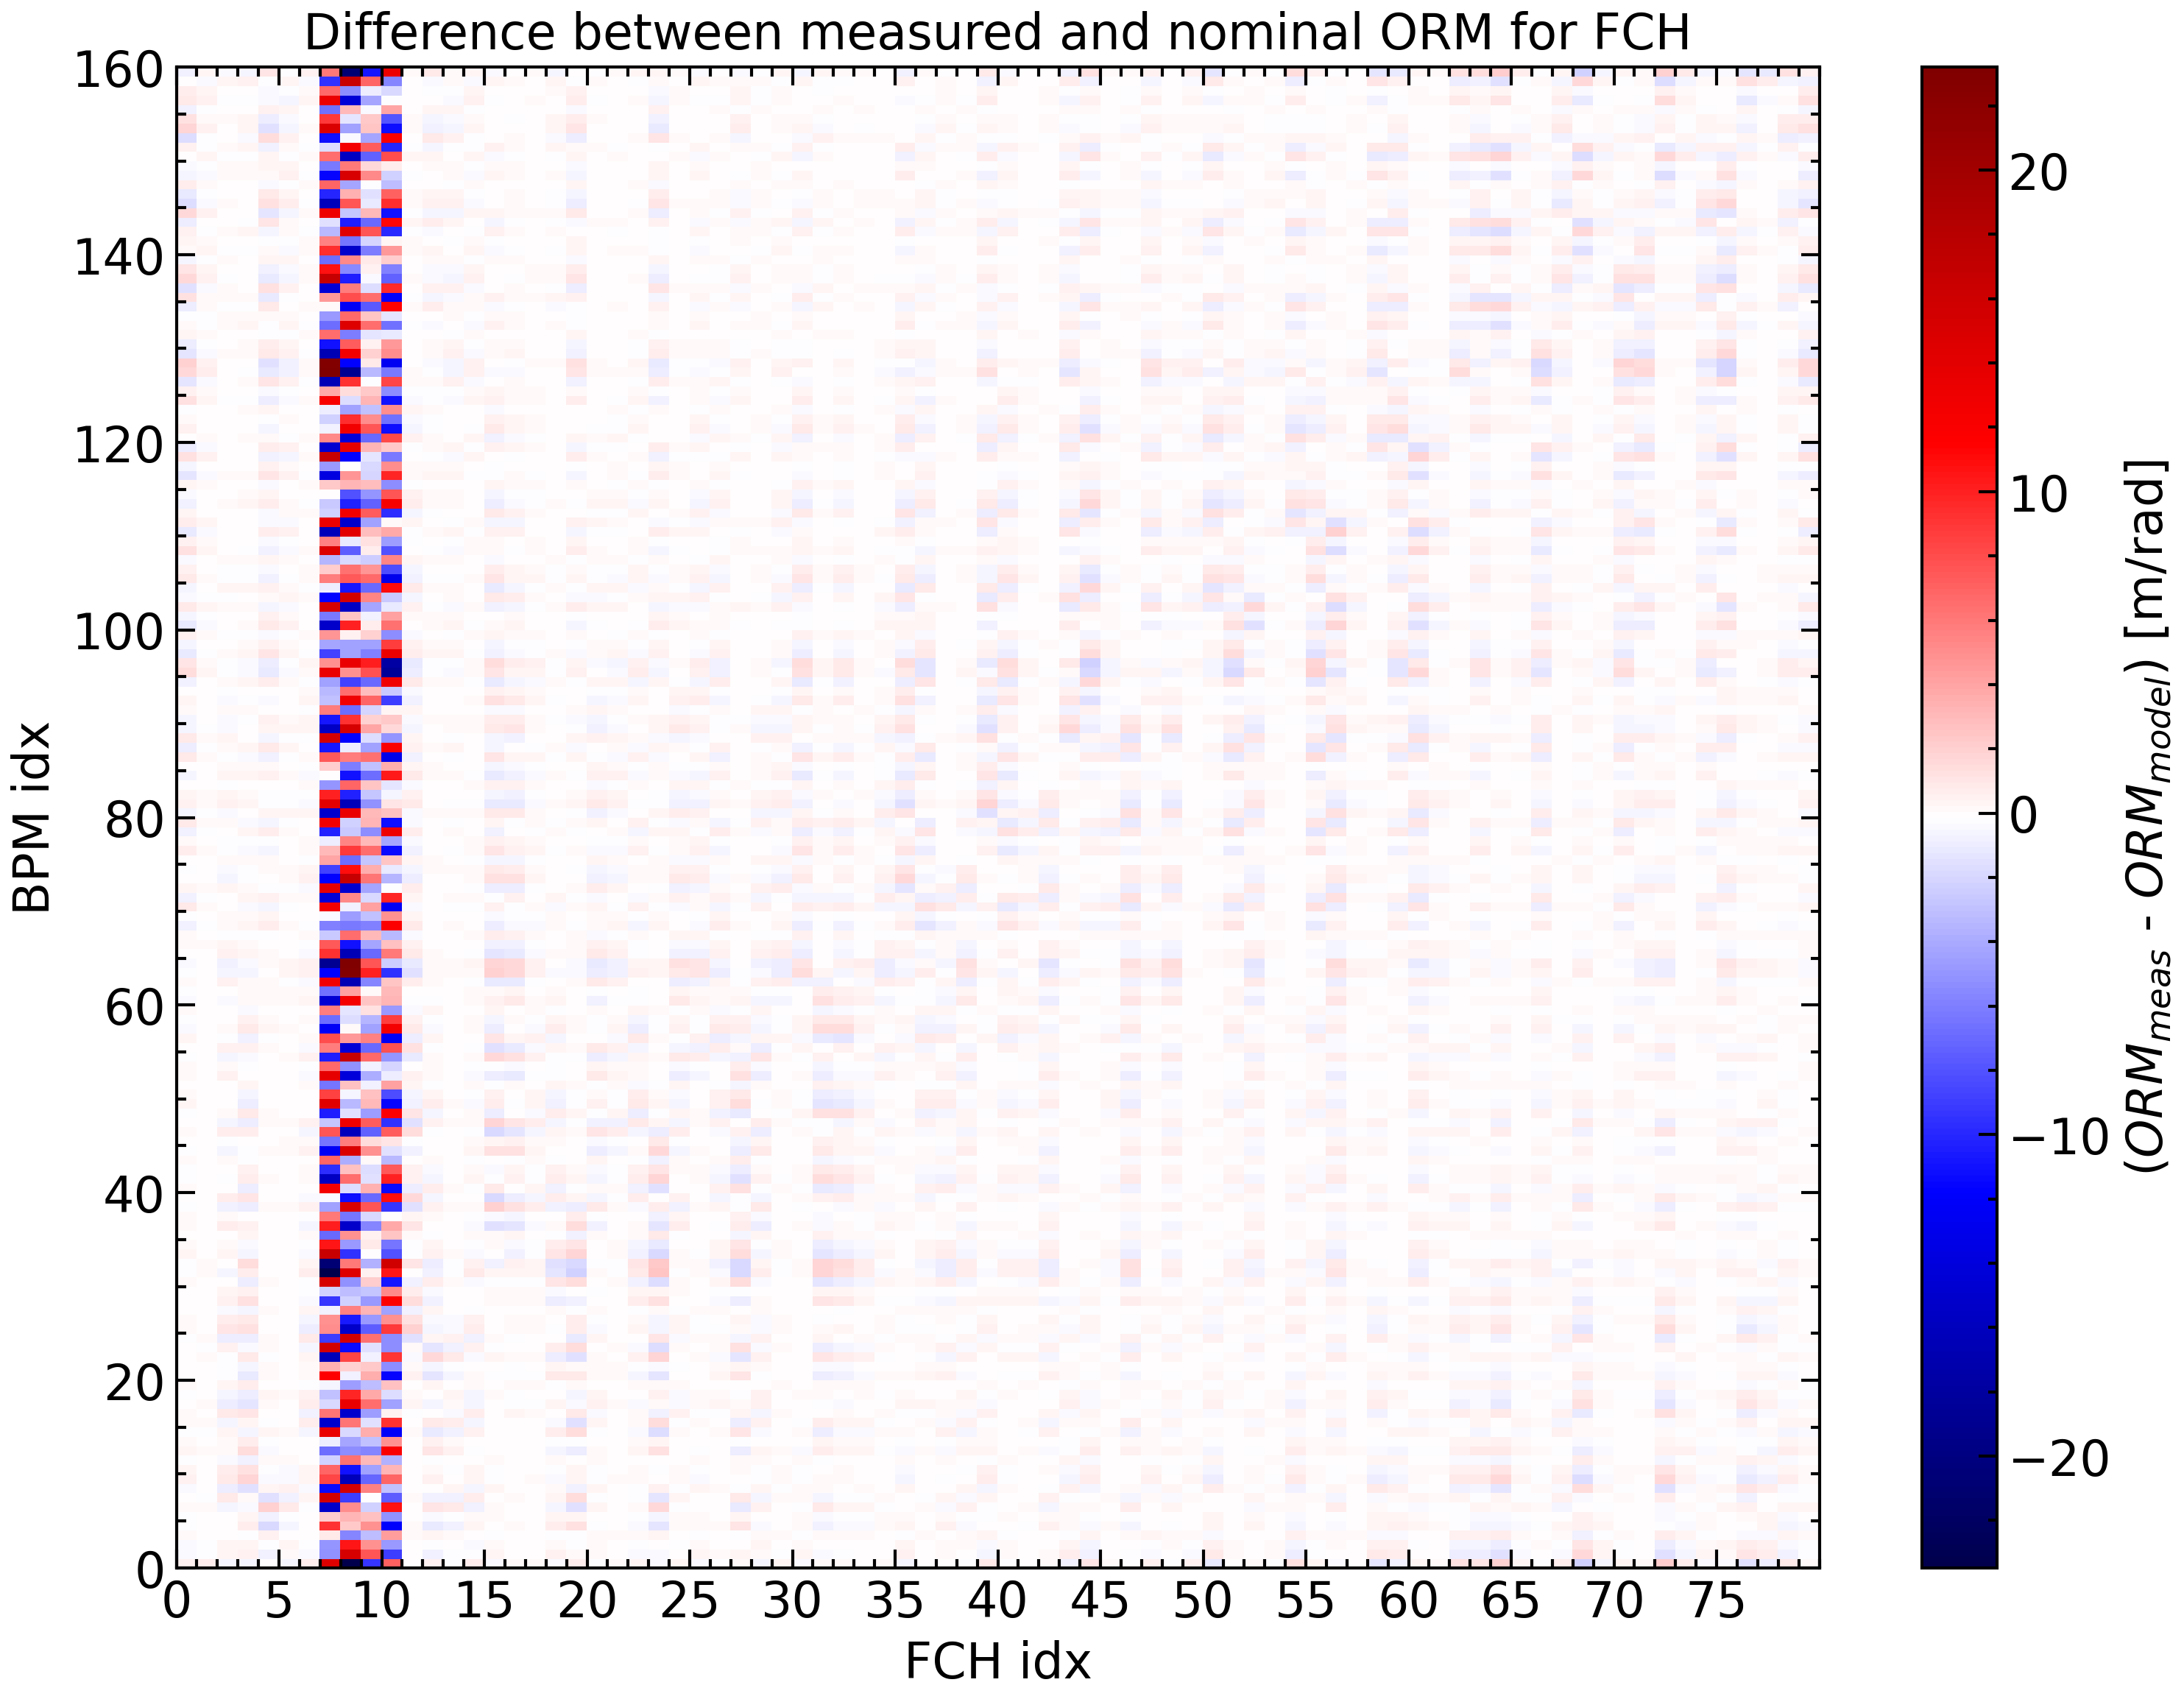 Difference between measured and nominal ORM for FCH
160
140
120
100
80
60
40
20
0
BPM idx
0 5 10 15 20 25 30 35 40 45 50 55 60 65 70 75
FCH idx
20
10
0
−10
−20
(ORM_meas - ORM_model) [m/rad]